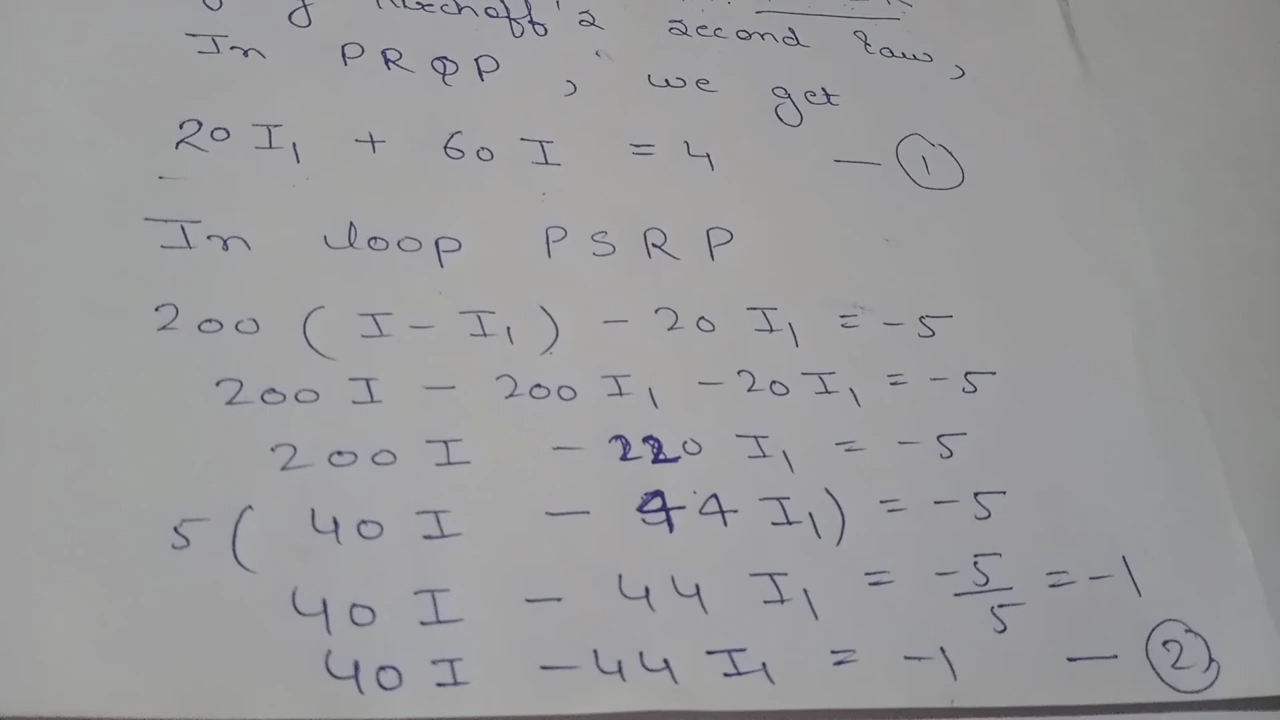 second law,
In PRQP, we get
20 I₁ + 60 I = 4 — ①
In loop PSRP
200 ( I - I₁ ) - 20 I₁ = -5
200 I - 200 I₁ - 20 I₁ = -5
200 I - 220 I₁ = -5
5 ( 40 I - 44 I₁ ) = -5
40 I - 44 I₁ = -5/5 = -1
40 I - 44 I₁ = -1 — ②